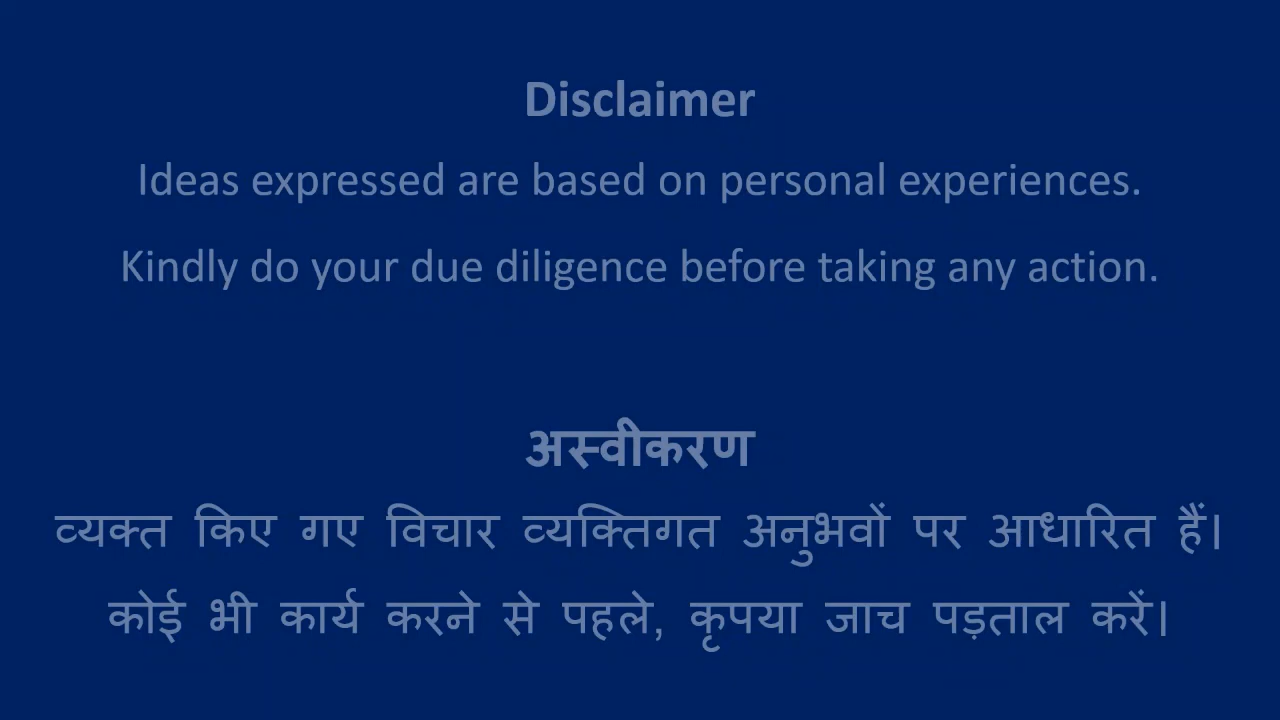 Disclaimer
Ideas expressed are based on personal experiences.
Kindly do your due diligence before taking any action.
अस्वीकरण
व्यक्त किए गए विचार व्यक्तिगत अनुभवों पर आधारित हैं।
कोई भी कार्य करने से पहले, कृपया जाच पड़ताल करें।